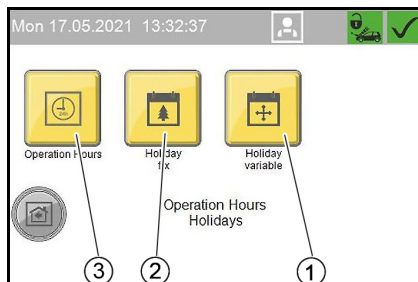 Mon 17.05.2021 13:32:37
24h
Operation Hours
Holiday
fix
Holiday
variable
Operation Hours
Holidays
3
2
1